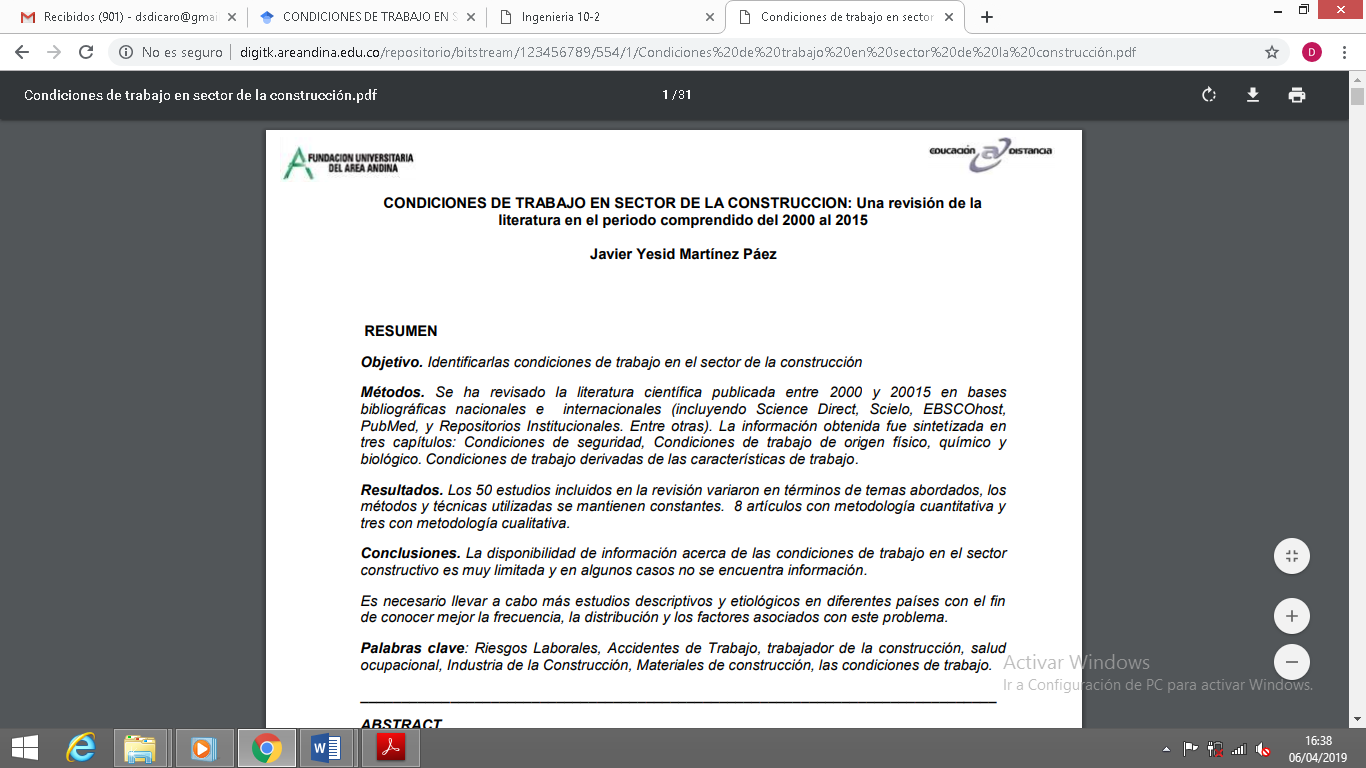 Recibidos (901) - dsdicaro@gmai
CONDICIONES DE TRABAJO EN S
Ingenieria 10-2
Condiciones de trabajo en sector
No es seguro
digitk.areandina.edu.co/repositorio/bitstream/123456789/554/1/Condiciones%20de%20trabajo%20en%20sector%20de%20la%20construcción.pdf
D
Condiciones de trabajo en sector de la construcción.pdf
1 / 31
FUNDACION UNIVERSITARIA
DEL AREA ANDINA
EDUCACIÓN a DISTANCIA
CONDICIONES DE TRABAJO EN SECTOR DE LA CONSTRUCCION: Una revisión de la
literatura en el periodo comprendido del 2000 al 2015
Javier Yesid Martínez Páez
RESUMEN
Objetivo. Identificarlas condiciones de trabajo en el sector de la construcción
Métodos. Se ha revisado la literatura científica publicada entre 2000 y 20015 en bases
bibliográficas nacionales e internacionales (incluyendo Science Direct, Scielo, EBSCOhost,
PubMed, y Repositorios Institucionales. Entre otras). La información obtenida fue sintetizada en
tres capítulos: Condiciones de seguridad, Condiciones de trabajo de origen físico, químico y
biológico. Condiciones de trabajo derivadas de las características de trabajo.
Resultados. Los 50 estudios incluidos en la revisión variaron en términos de temas abordados, los
métodos y técnicas utilizadas se mantienen constantes. 8 artículos con metodología cuantitativa y
tres con metodología cualitativa.
Conclusiones. La disponibilidad de información acerca de las condiciones de trabajo en el sector
constructivo es muy limitada y en algunos casos no se encuentra información.
Es necesario llevar a cabo más estudios descriptivos y etiológicos en diferentes países con el fin
de conocer mejor la frecuencia, la distribución y los factores asociados con este problema.
Palabras clave: Riesgos Laborales, Accidentes de Trabajo, trabajador de la construcción, salud
ocupacional, Industria de la Construcción, Materiales de construcción, las condiciones de trabajo.
ABSTRACT
Activar Windows
Ir a Configuración de PC para activar Windows.
16:38
06/04/2019